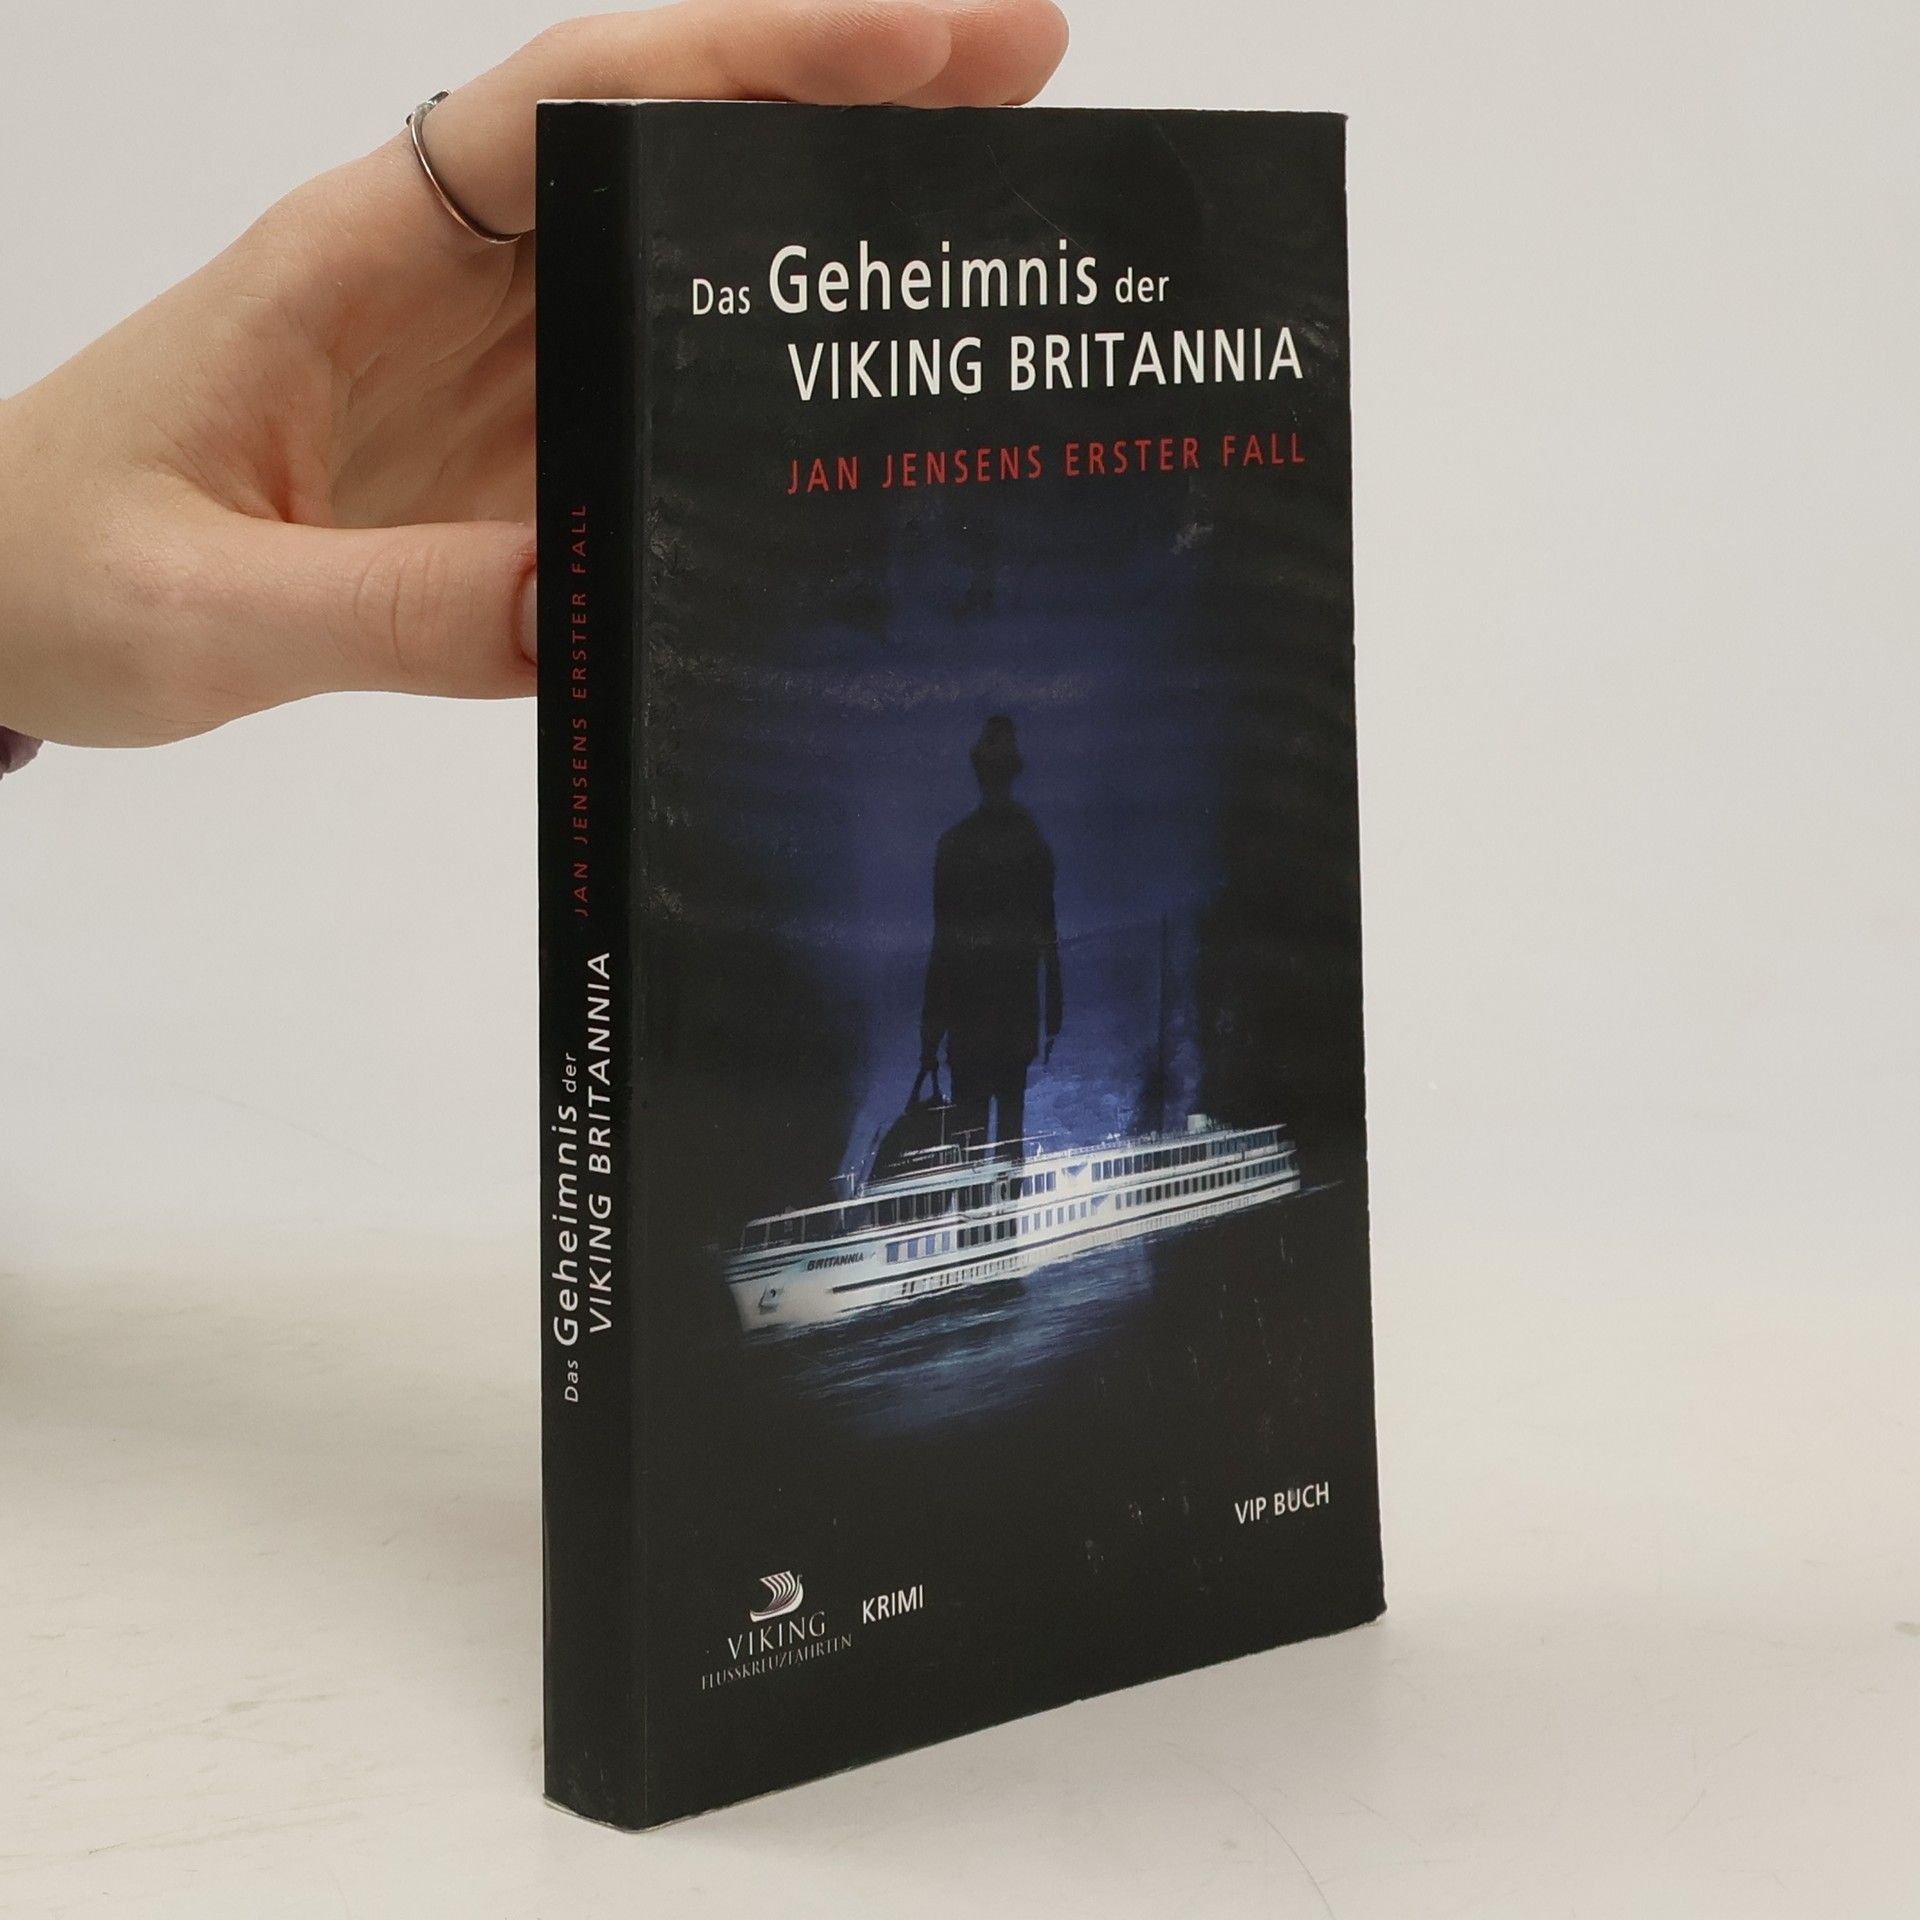 Das Geheimnis der
VIKING BRITANNIA
JAN JENSENS ERSTER FALL
BRITANNIA
VIP BUCH
VIKING
FLUSSKREUZFAHRTEN
KRIMI
Das Geheimnis der
VIKING BRITANNIA
JAN JENSENS ERSTER FALL